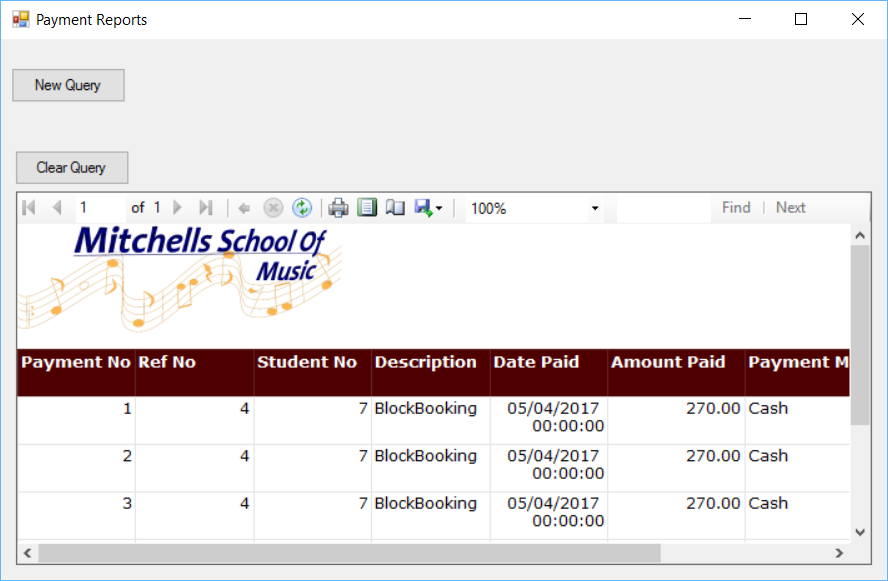 Payment Reports
New Query
Clear Query
1 of 1 100% Find Next
Mitchells School Of
Music
Payment No Ref No Student No Description Date Paid Amount Paid Payment M
1 4 7 BlockBooking 05/04/2017 270.00 Cash
00:00:00
2 4 7 BlockBooking 05/04/2017 270.00 Cash
00:00:00
3 4 7 BlockBooking 05/04/2017 270.00 Cash
00:00:00